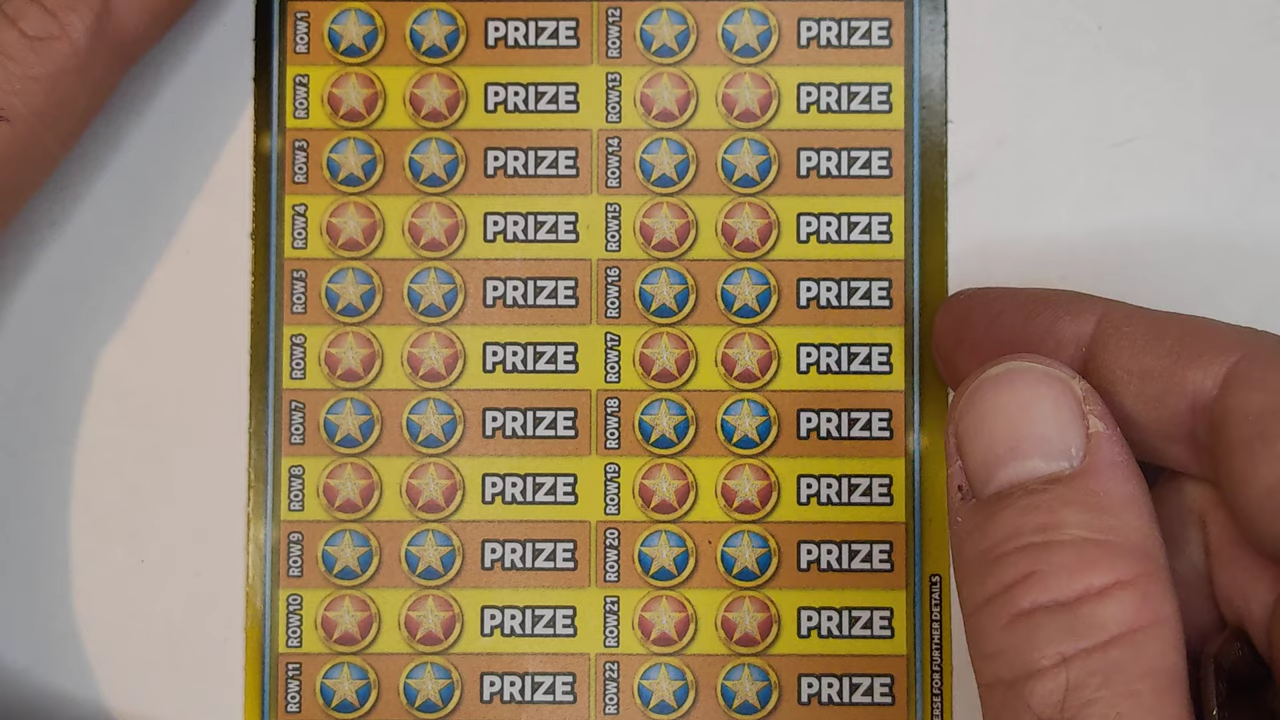 ROW 1 PRIZE ROW 12 PRIZE
ROW 2 PRIZE ROW 13 PRIZE
ROW 3 PRIZE ROW 14 PRIZE
ROW 4 PRIZE ROW 15 PRIZE
ROW 5 PRIZE ROW 16 PRIZE
ROW 6 PRIZE ROW 17 PRIZE
ROW 7 PRIZE ROW 18 PRIZE
ROW 8 PRIZE ROW 19 PRIZE
ROW 9 PRIZE ROW 20 PRIZE
ROW 10 PRIZE ROW 21 PRIZE
ROW 11 PRIZE ROW 22 PRIZE
ERSE FOR FURTHER DETAILS